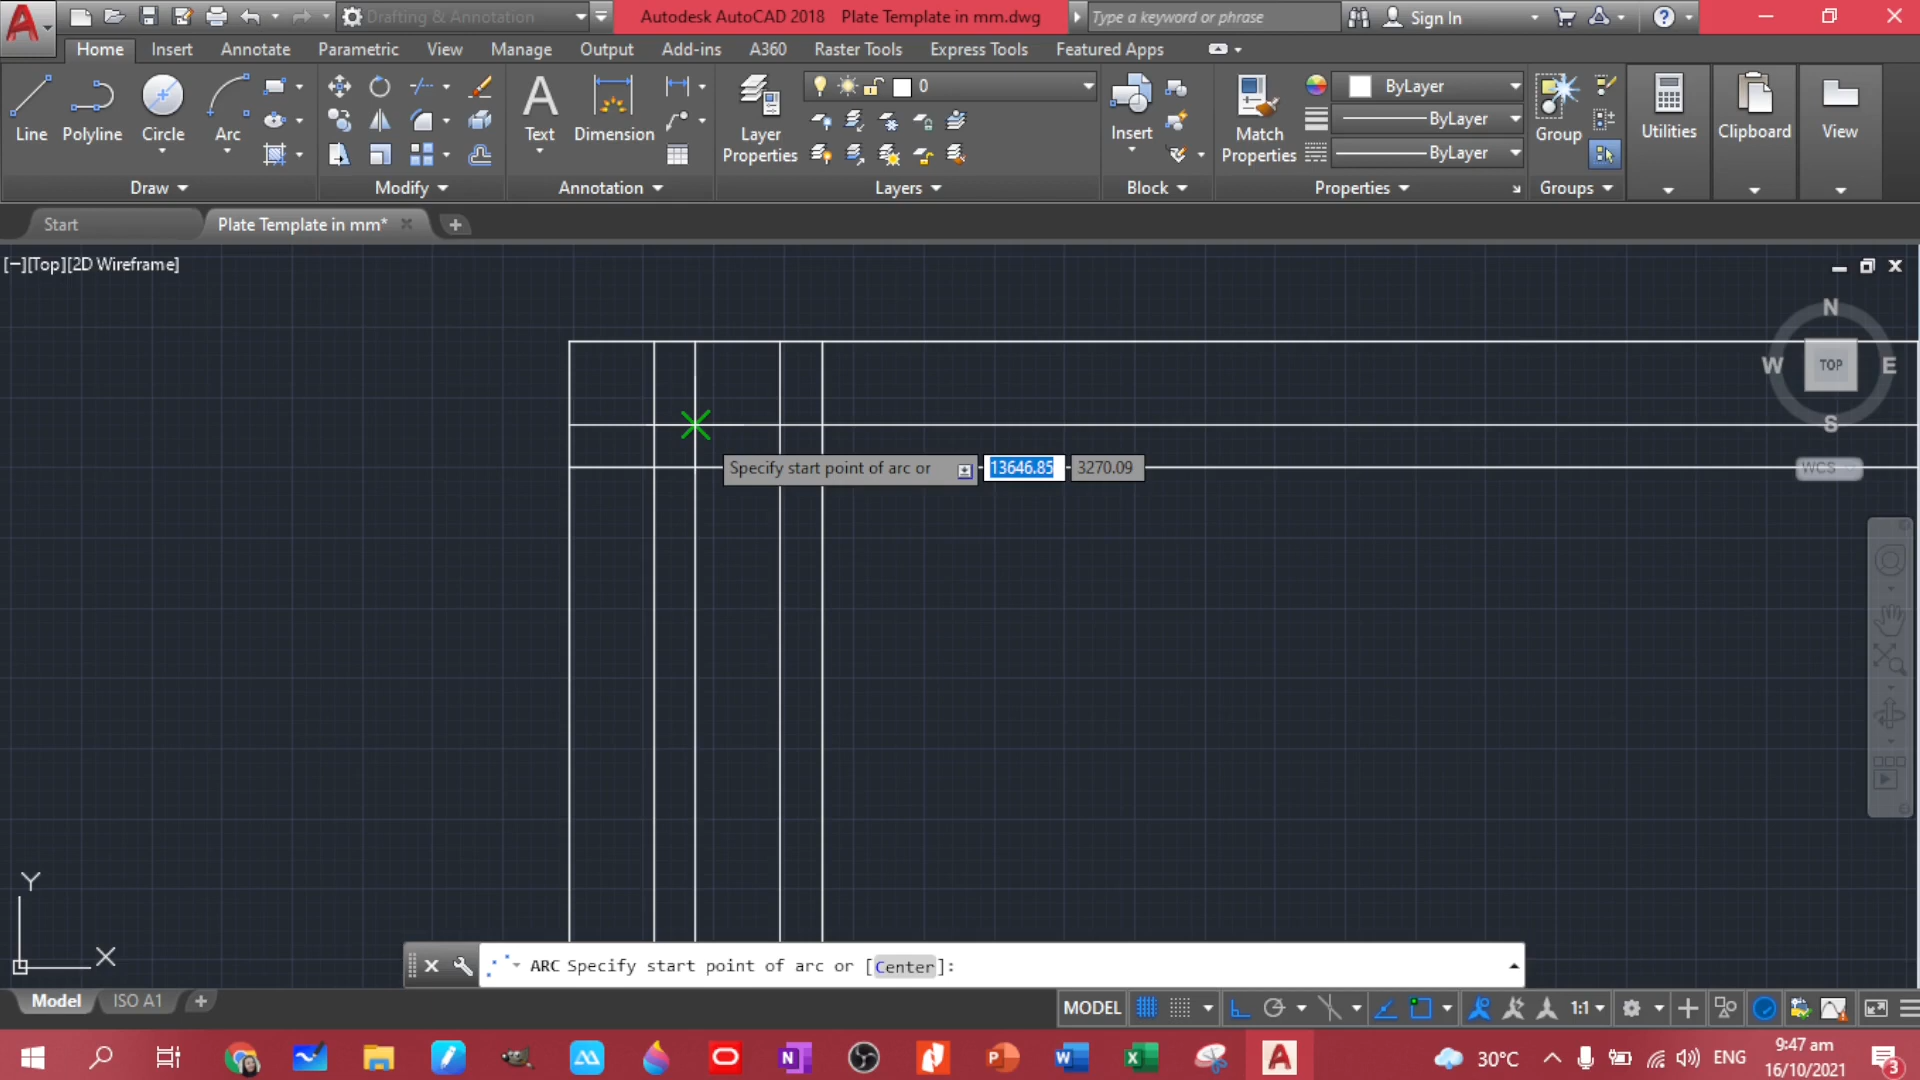 Drafting & Annotation
Autodesk AutoCAD 2018 Plate Template in mm.dwg
Type a keyword or phrase
Sign In
Home Insert Annotate Parametric View Manage Output Add-ins A360 Raster Tools Express Tools Featured Apps
0
ByLayer
ByLayer
ByLayer
Line Polyline Circle Arc Text Dimension Layer Properties Insert Match Properties Group Utilities Clipboard View
Draw Modify Annotation Layers Block Properties Groups
Start Plate Template in mm*
[−][Top][2D Wireframe]
N
W TOP E
S
WCS
Specify start point of arc or 13646.85 3270.09
Y
X
ARC Specify start point of arc or [Center]:
Model ISO A1
MODEL 1:1
30°C ENG 9:47 am
16/10/2021
3